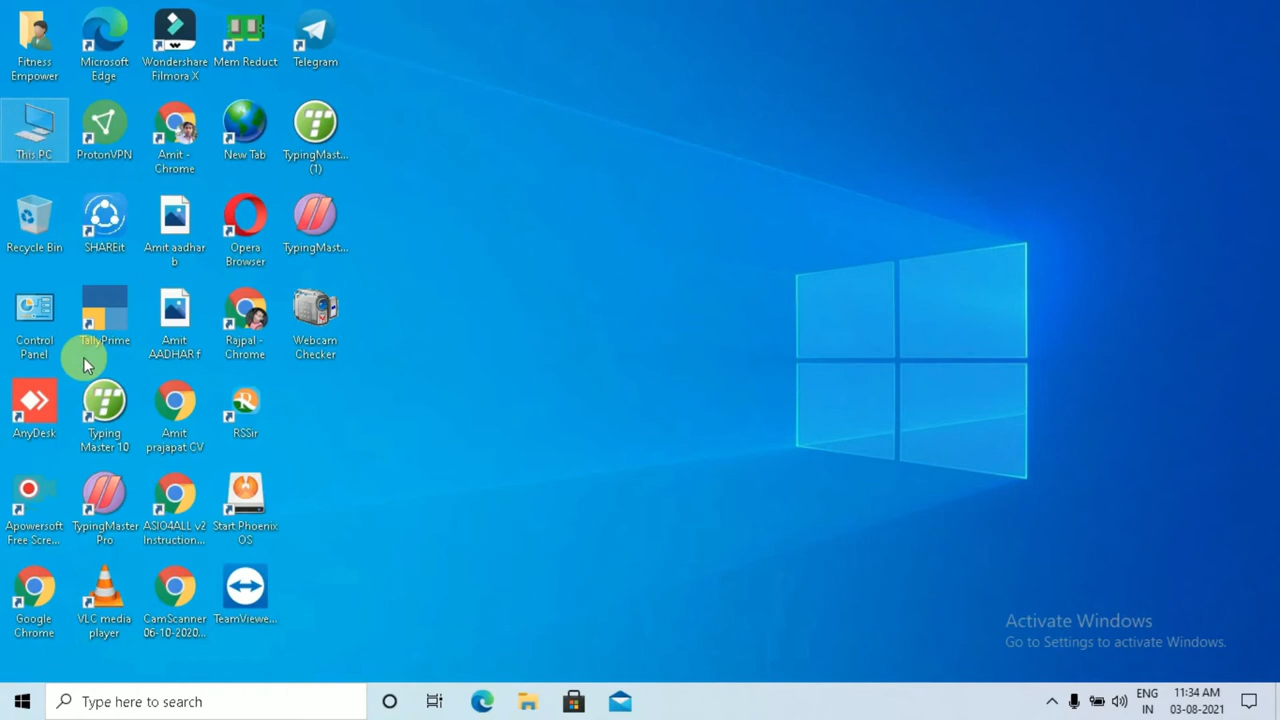 Fitness
Empower
Microsoft
Edge
Wondershare
Filmora X
Mem Reduct
Telegram
This PC
ProtonVPN
Amit -
Chrome
New Tab
TypingMast...
(1)
Recycle Bin
SHAREit
Amit aadhar
b
Opera
Browser
TypingMast...
Control
Panel
TallyPrime
Amit
AADHAR f
Rajpal -
Chrome
Webcam
Checker
AnyDesk
Typing
Master 10
Amit
prajapat CV
RSSir
Apowersoft
Free Scre...
TypingMaster
Pro
ASIO4ALL v2
Instruction...
Start Phoenix
OS
Google
Chrome
VLC media
player
CamScanner
06-10-2020...
TeamViewe...
Activate Windows
Go to Settings to activate Windows.
Type here to search
ENG
IN
11:34 AM
03-08-2021